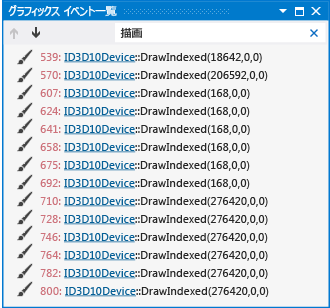 グラフィックス イベント一覧
描画
539: ID3D10Device::DrawIndexed(18642,0,0)
570: ID3D10Device::DrawIndexed(206592,0,0)
607: ID3D10Device::DrawIndexed(168,0,0)
624: ID3D10Device::DrawIndexed(168,0,0)
641: ID3D10Device::DrawIndexed(168,0,0)
658: ID3D10Device::DrawIndexed(168,0,0)
675: ID3D10Device::DrawIndexed(168,0,0)
692: ID3D10Device::DrawIndexed(168,0,0)
710: ID3D10Device::DrawIndexed(276420,0,0)
728: ID3D10Device::DrawIndexed(276420,0,0)
746: ID3D10Device::DrawIndexed(276420,0,0)
764: ID3D10Device::DrawIndexed(276420,0,0)
782: ID3D10Device::DrawIndexed(276420,0,0)
800: ID3D10Device::DrawIndexed(276420,0,0)